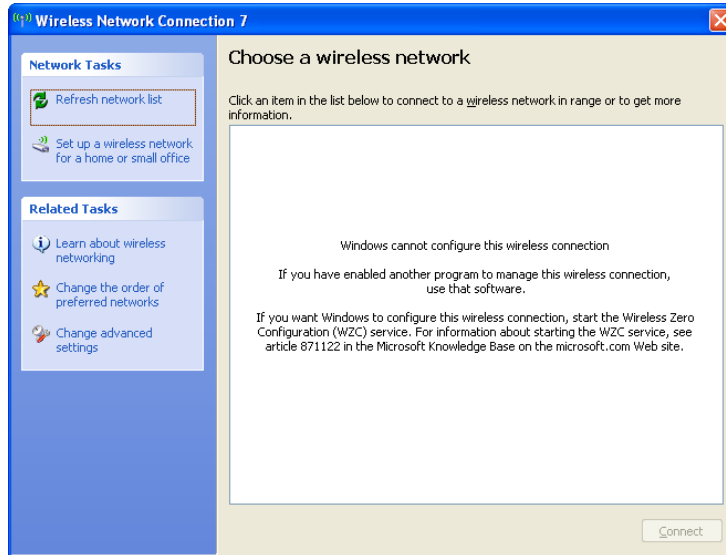 Wireless Network Connection 7
Network Tasks
Refresh network list
Set up a wireless network
for a home or small office
Related Tasks
Learn about wireless
networking
Change the order of
preferred networks
Change advanced
settings
Choose a wireless network
Click an item in the list below to connect to a wireless network in range or to get more
information.
Windows cannot configure this wireless connection
If you have enabled another program to manage this wireless connection,
use that software.
If you want Windows to configure this wireless connection, start the Wireless Zero
Configuration (WZC) service. For information about starting the WZC service, see
article 871122 in the Microsoft Knowledge Base on the microsoft.com Web site.
Connect